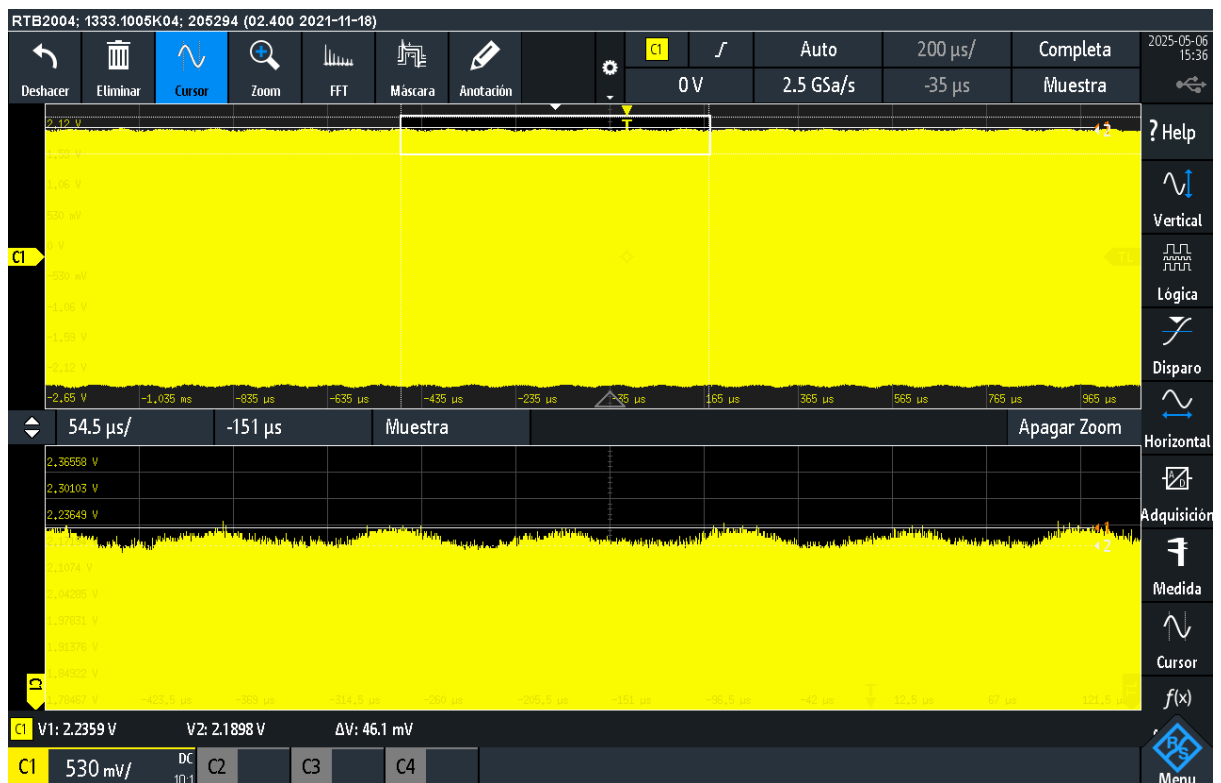 RTB2004; 1333.1005K04; 205294 (02.400 2021-11-18)
Deshacer
Eliminar
Cursor
Zoom
FFT
Máscara
Anotación
C1
Auto
200 µs/
Completa
0 V
2.5 GSa/s
-35 µs
Muestra
2025-05-06
15:36
2.12 V
1.59 V
1.06 V
530 mV
0 V
-530 mV
-1.06 V
-1.59 V
-2.12 V
-2.65 V
-1.035 ms
-835 µs
-635 µs
-435 µs
-235 µs
-35 µs
165 µs
365 µs
565 µs
765 µs
965 µs
T
2
C1
TL
54.5 µs/
-151 µs
Muestra
Apagar Zoom
2.36558 V
2.30103 V
2.23649 V
2.1074 V
2.04285 V
1.97831 V
1.91376 V
1.84922 V
1.78467 V
-423.5 µs
-369 µs
-314.5 µs
-260 µs
-205.5 µs
-151 µs
-96.5 µs
-42 µs
12.5 µs
67 µs
121.5 µs
1
2
C1
? Help
Vertical
Lógica
Disparo
Horizontal
Adquisición
Medida
Cursor
f(x)
R&S
Menu
C1 V1: 2.2359 V V2: 2.1898 V ΔV: 46.1 mV
C1 530 mV/ DC 10:1 C2 C3 C4